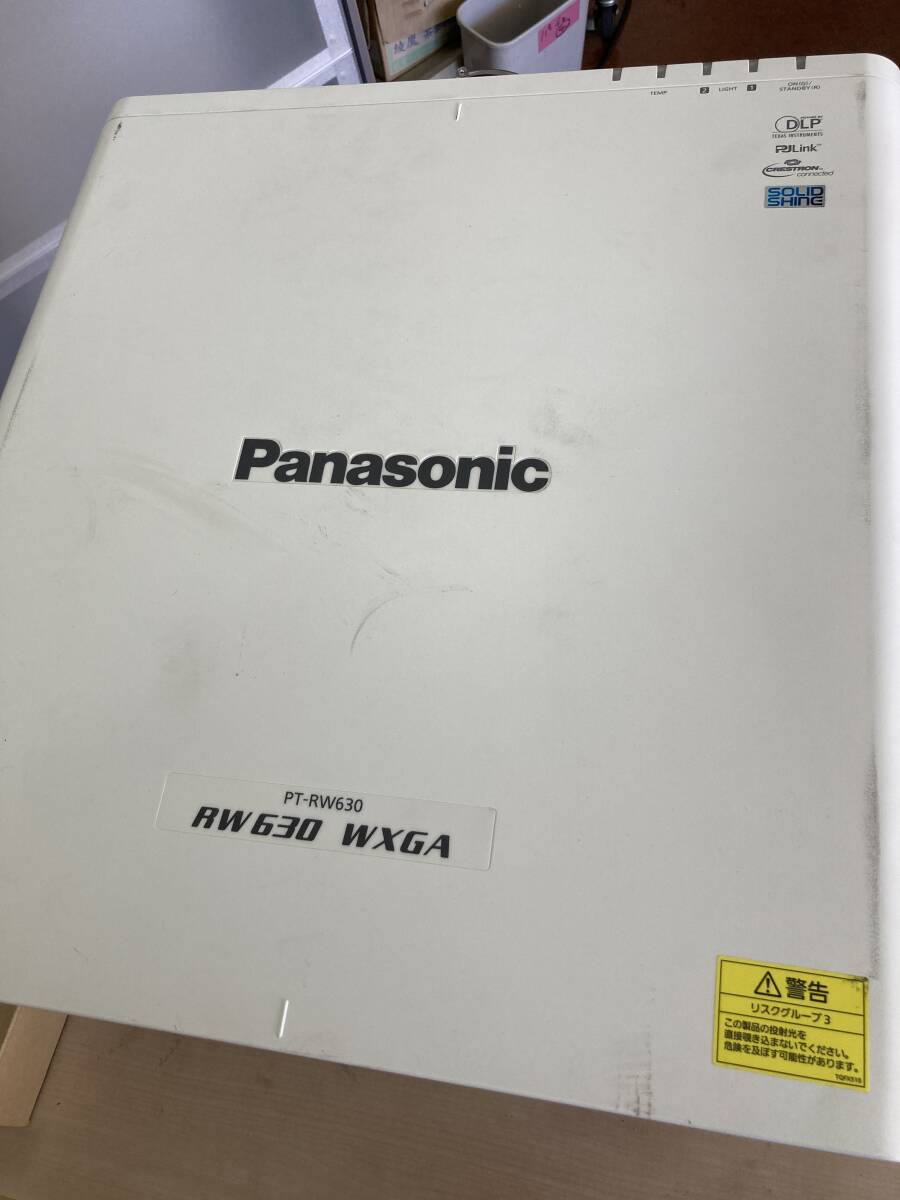 TEMP 2 LIGHT 1 ON(G)/
STANDBY(R)
DLP
TEXAS INSTRUMENTS
PJLink™
CRESTRON
connected
SOLID
SHINE
Panasonic
PT-RW630
RW630 WXGA
警告
リスクグループ3
この製品の投射光を
直接覗き込まないでください。
危険を及ぼす可能性があります。